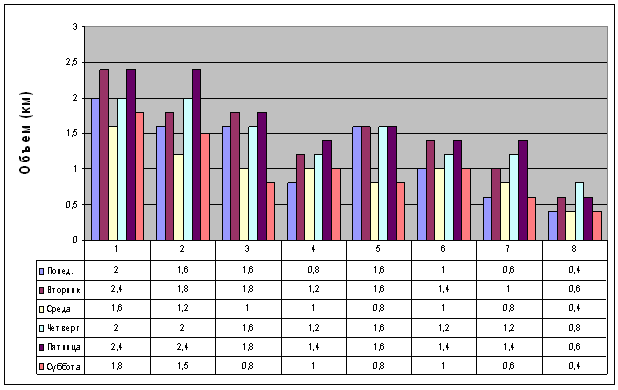 Объем (км)
3
2,5
2
1,5
1
0,5
0
1 2 3 4 5 6 7 8
Понед. 2 1,6 1,6 0,8 1,6 1 0,6 0,4
Вторник 2,4 1,8 1,8 1,2 1,6 1,4 1 0,6
Среда 1,6 1,2 1 1 0,8 1 0,8 0,4
Четверг 2 2 1,6 1,2 1,6 1,2 1,2 0,8
Пятница 2,4 2,4 1,8 1,4 1,6 1,4 1,4 0,6
Суббота 1,8 1,5 0,8 1 0,8 1 0,6 0,4